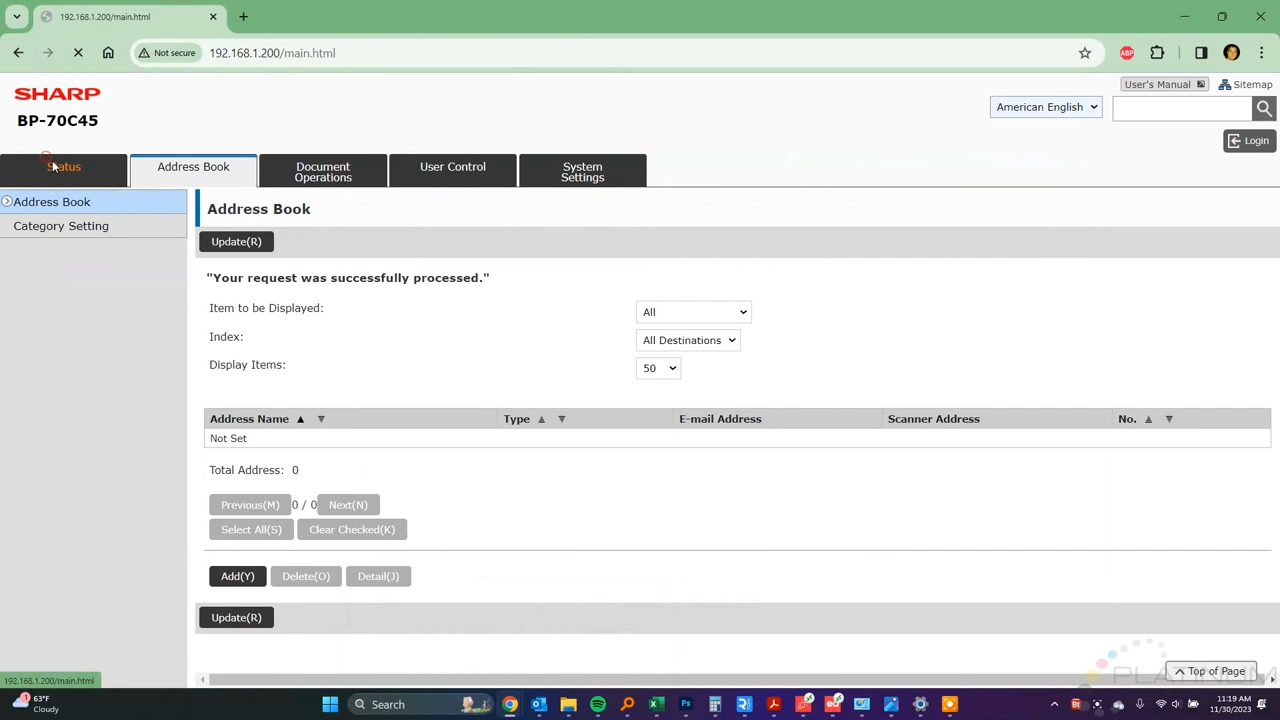 192.168.1.200/main.html
Not secure
192.168.1.200/main.html
ABP
SHARP
User's Manual
Sitemap
BP-70C45
American English
Login
Status
Address Book
Document Operations
User Control
System Settings
Address Book
Category Setting
Address Book
Update(R)
"Your request was successfully processed."
Item to be Displayed:
All
Index:
All Destinations
Display Items:
50
Address Name ▲ ▼ Type ▲ ▼ E-mail Address Scanner Address No. ▲ ▼
Not Set
Total Address: 0
Previous(M) 0 / 0 Next(N)
Select All(S) Clear Checked(K)
Add(Y) Delete(O) Detail(J)
Update(R)
Top of Page
PLATINUM
192.168.1.200/main.html
1
63°F
Cloudy
Search
11:19 AM
11/30/2023